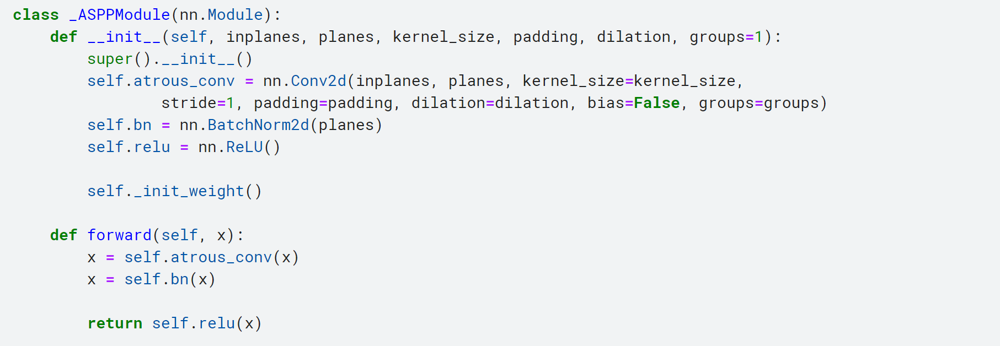 class _ASPPModule(nn.Module):
    def __init__(self, inplanes, planes, kernel_size, padding, dilation, groups=1):
        super().__init__()
        self.atrous_conv = nn.Conv2d(inplanes, planes, kernel_size=kernel_size,
                stride=1, padding=padding, dilation=dilation, bias=False, groups=groups)
        self.bn = nn.BatchNorm2d(planes)
        self.relu = nn.ReLU()

        self._init_weight()

    def forward(self, x):
        x = self.atrous_conv(x)
        x = self.bn(x)

        return self.relu(x)